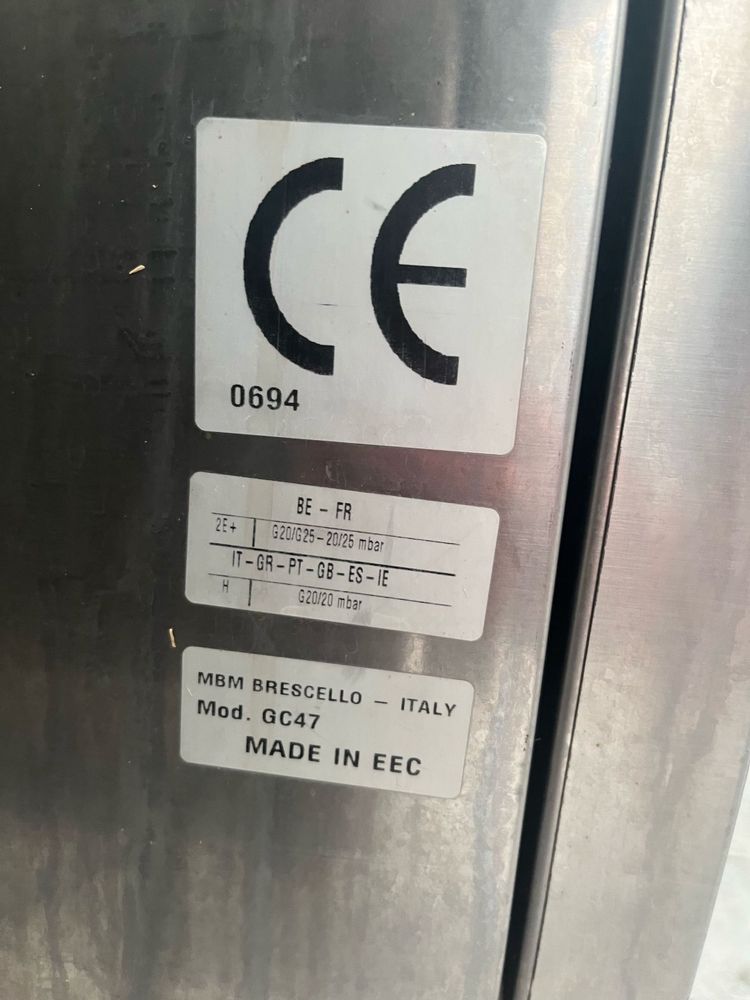 CE
0694
BE - FR
2E+ G20/G25-20/25 mbar
IT-GR-PT-GB-ES-IE
H G20/20 mbar
MBM BRESCELLO - ITALY
Mod. GC47
MADE IN EEC